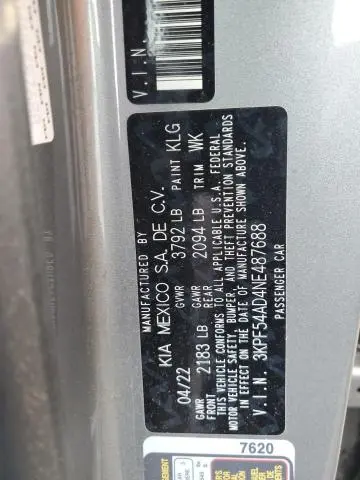 V.I.N.
KIA MEXICO S.A. DE C.V.
04/22 GVWR 3792 LB PAINT KLG
GAWR FRONT 2183 LB GAWR REAR 2094 LB TRIM WK
THIS VEHICLE CONFORMS TO ALL APPLICABLE U.S.A. FEDERAL
MOTOR VEHICLE SAFETY, BUMPER, AND THEFT PREVENTION STANDARDS
IN EFFECT ON THE DATE OF MANUFACTURE SHOWN ABOVE.
V.I.N. 3KPF54AD4NE487688
PASSENGER CAR
7620